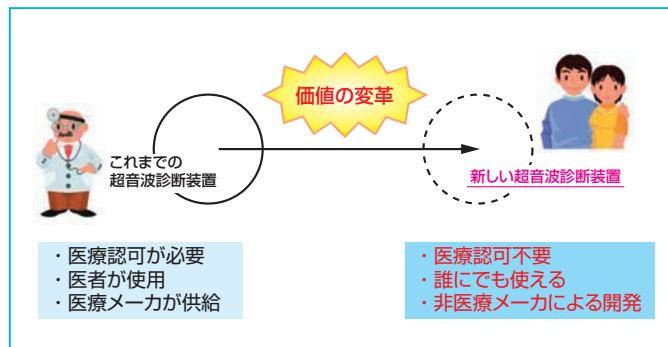 価値の変革
これまでの
超音波診断装置
新しい超音波診断装置
・医療認可が必要
・医者が使用
・医療メーカが供給
・医療認可不要
・誰にでも使える
・非医療メーカによる開発